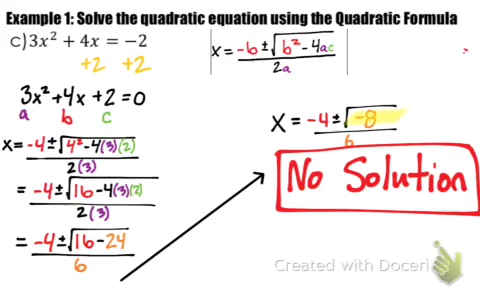 Example 1: Solve the quadratic equation using the Quadratic Formula
c) 3x² + 4x = −2
+2 +2
x = -b ± √b² - 4ac / 2a
3x² + 4x + 2 = 0
a b c
x = -4 ± √4² - 4(3)(2) / 2(3)
= -4 ± √16 - 4(3)(2) / 2(3)
= -4 ± √16 - 24 / 6
x = -4 ± √-8 / 6
No Solution
Created with Doceri